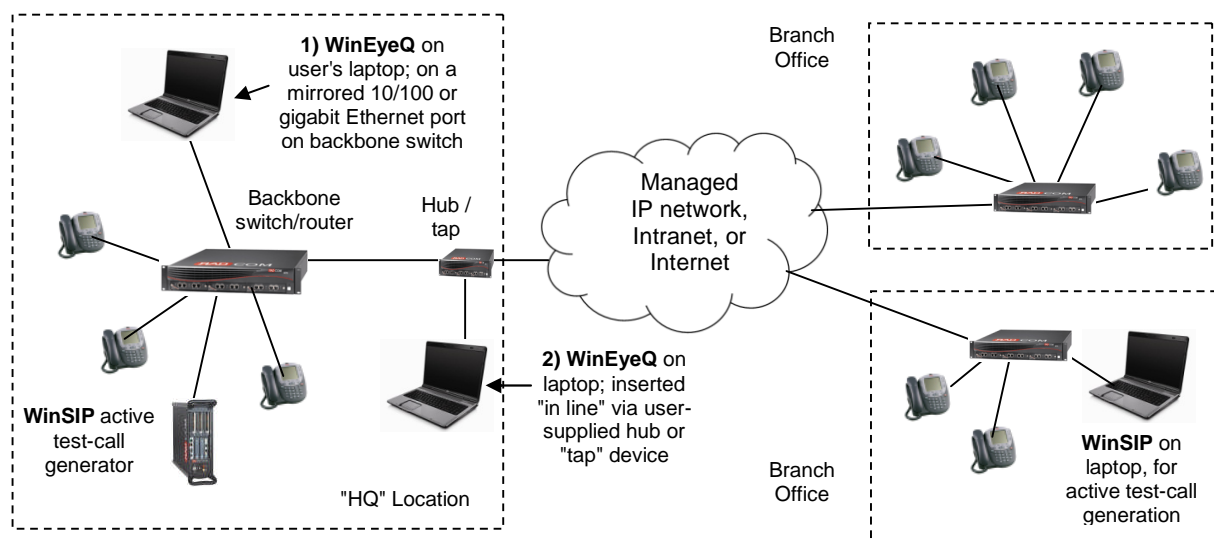 1) WinEyeQ on
user's laptop; on a
mirrored 10/100 or
gigabit Ethernet port
on backbone switch
Backbone
switch/router
Hub /
tap
WinSIP active
test-call
generator
2) WinEyeQ on
laptop; inserted
"in line" via user-
supplied hub or
"tap" device
"HQ" Location
Managed
IP network,
Intranet, or
Internet
Branch
Office
Branch
Office
WinSIP on
laptop, for
active test-call
generation